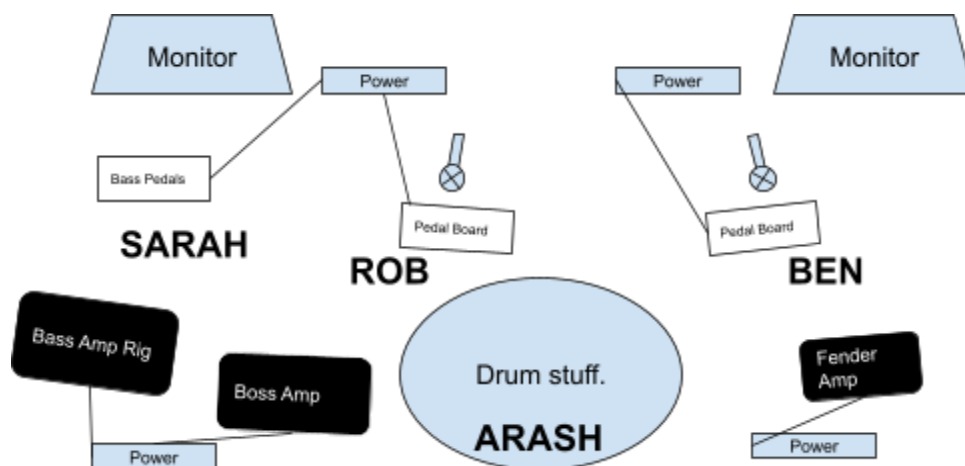 Monitor
Power
Power
Monitor
Bass Pedals
Pedal Board
Pedal Board
SARAH
ROB
BEN
Bass Amp Rig
Boss Amp
Drum stuff.
Fender
Amp
ARASH
Power
Power